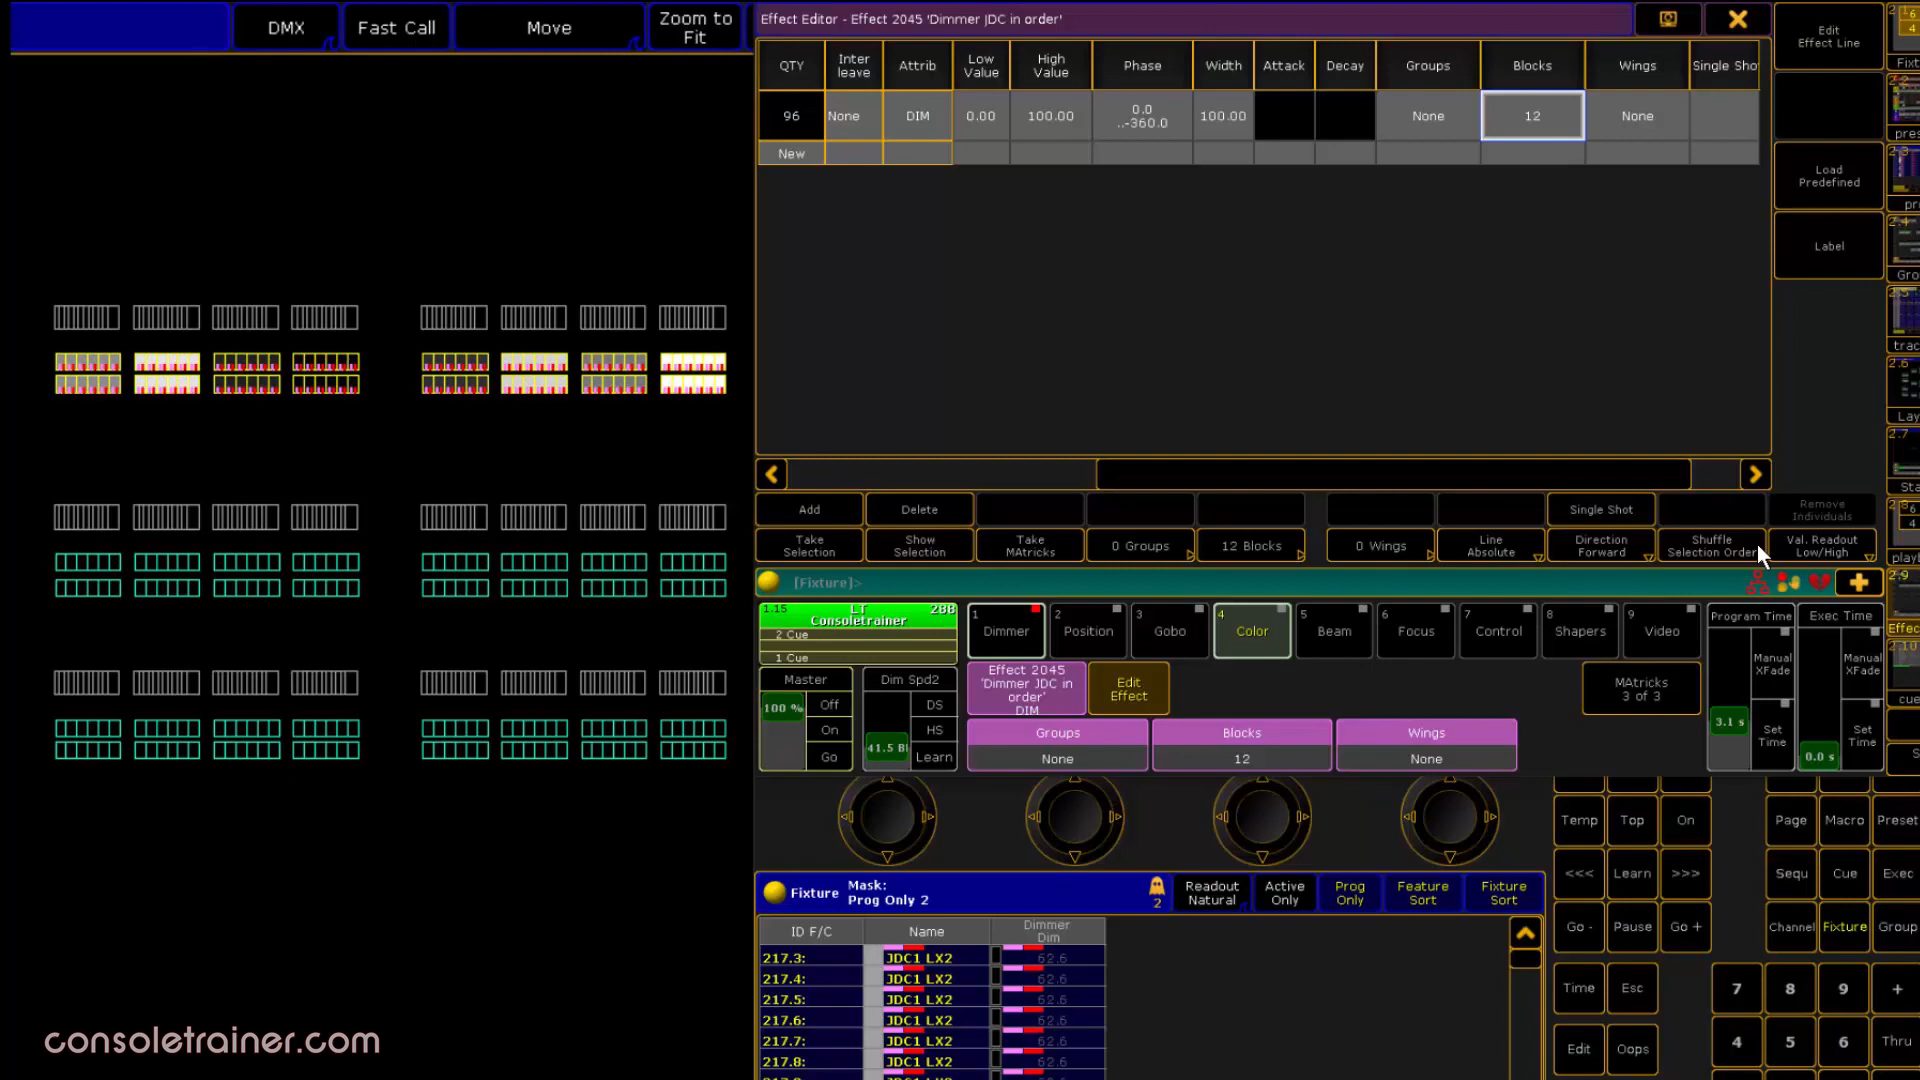 DMX
Fast Call
Move
Zoom to
Fit
Effect Editor - Effect 2045 'Dimmer JDC in order'
Edit
Effect Line
QTY
Inter
leave
Attrib
Low
Value
High
Value
Phase
Width
Attack
Decay
Groups
Blocks
Wings
Single Sho
96
None
DIM
0.00
100.00
0.0
..-360.0
100.00
None
12
None
New
Load
Predefined
Label
Add
Delete
Single Shot
Remove
Individuals
Take
Selection
Show
Selection
Take
MAtricks
0 Groups
12 Blocks
0 Wings
Line
Absolute
Direction
Forward
Shuffle
Selection Order
Val. Readout
Low/High
[Fixture]>
1.15
LT
288
Consoletrainer
2 Cue
1 Cue
Master
100 %
Off
On
Go
Dim Spd2
DS
HS
Learn
41.5 B
1
Dimmer
2
Position
3
Gobo
4
Color
5
Beam
6
Focus
7
Control
8
Shapers
9
Video
Effect 2045
'Dimmer JDC in
order'
DIM
Edit
Effect
MAtricks
3 of 3
Groups
None
Blocks
12
Wings
None
Program Time
Exec Time
Manual
XFade
Manual
XFade
3.1 s
Set
Time
0.0 s
Set
Time
Temp
Top
On
Page
Macro
Preset
<<<
Learn
>>>
Sequ
Cue
Exec
Go -
Pause
Go +
Channel
Fixture
Group
Time
Esc
7
8
9
+
Edit
Oops
4
5
6
Thru
Fixture
Mask:
Prog Only 2
2
Readout
Natural
Active
Only
Prog
Only
Feature
Sort
Fixture
Sort
ID F/C
Name
Dimmer
Dim
217.3:
JDC1 LX2
62.6
217.4:
JDC1 LX2
62.6
217.5:
JDC1 LX2
62.6
217.6:
JDC1 LX2
62.6
217.7:
JDC1 LX2
62.6
217.8:
JDC1 LX2
62.6
consoletrainer.com